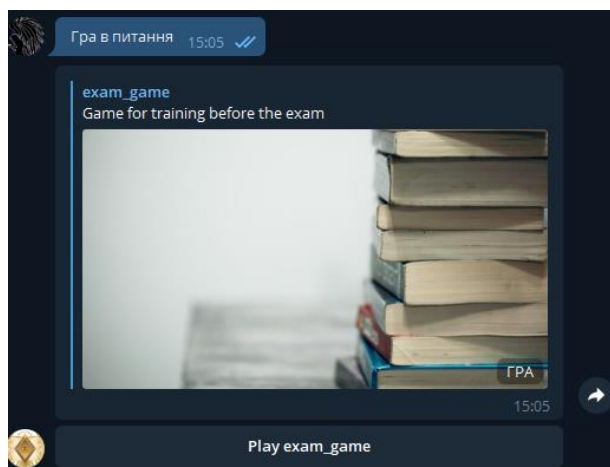 Гра в питання 15:05
exam_game
Game for training before the exam
ГРА
15:05
Play exam_game